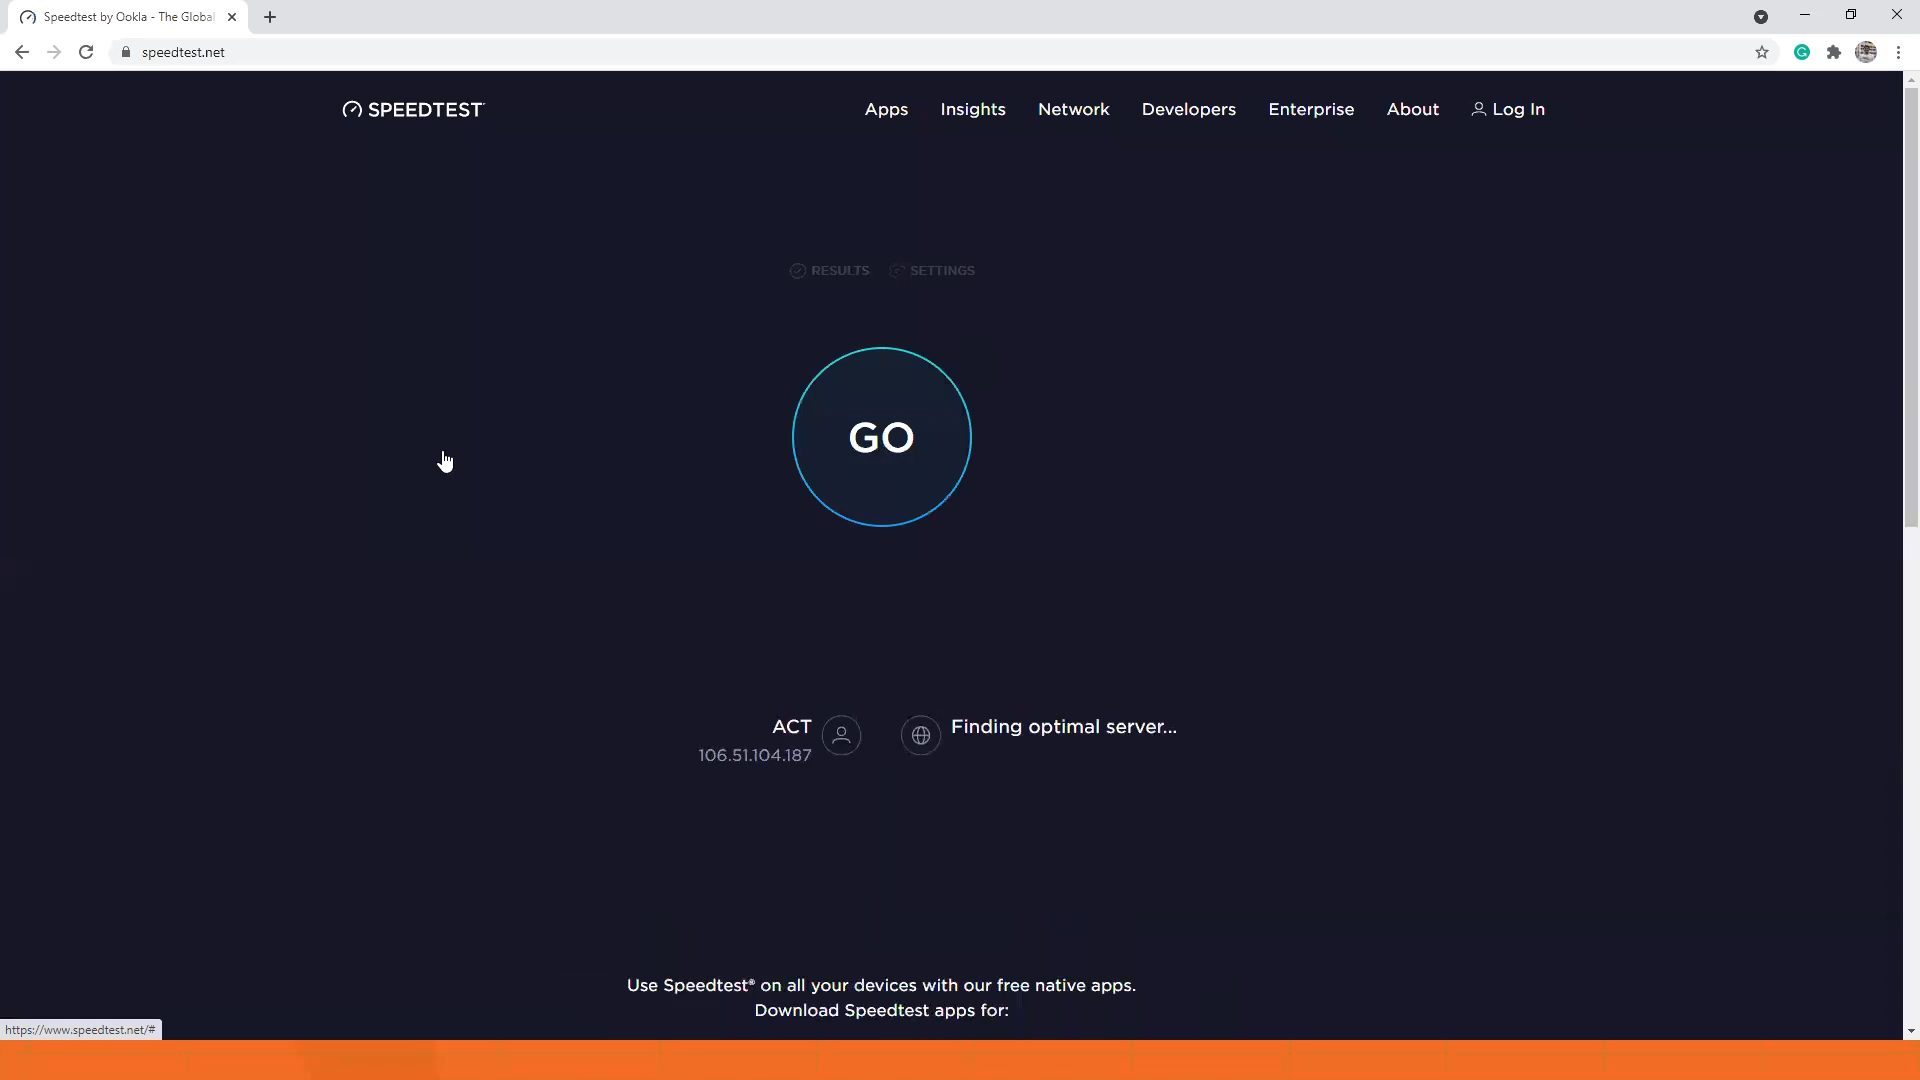 Speedtest by Ookla - The Global
speedtest.net
SPEEDTEST
Apps
Insights
Network
Developers
Enterprise
About
Log In
RESULTS
SETTINGS
GO
ACT
106.51.104.187
Finding optimal server...
Use Speedtest® on all your devices with our free native apps.
Download Speedtest apps for:
https://www.speedtest.net/#